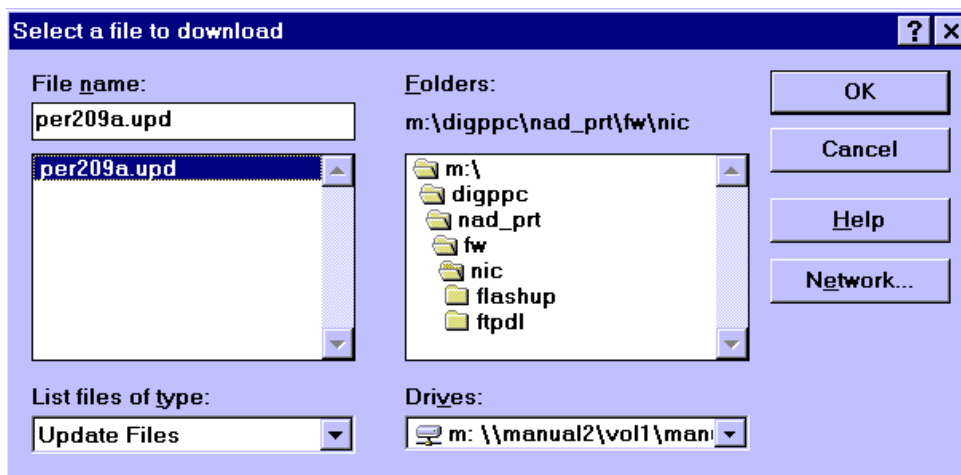 Select a file to download
File name:
per209a.upd
per209a.upd
List files of type:
Update Files
Folders:
m:\digppc\nad_prt\fw\nic
m:\
digppc
nad_prt
fw
nic
flashup
ftpdl
Drives:
m: \\manual2\vol1\man
OK
Cancel
Help
Network...